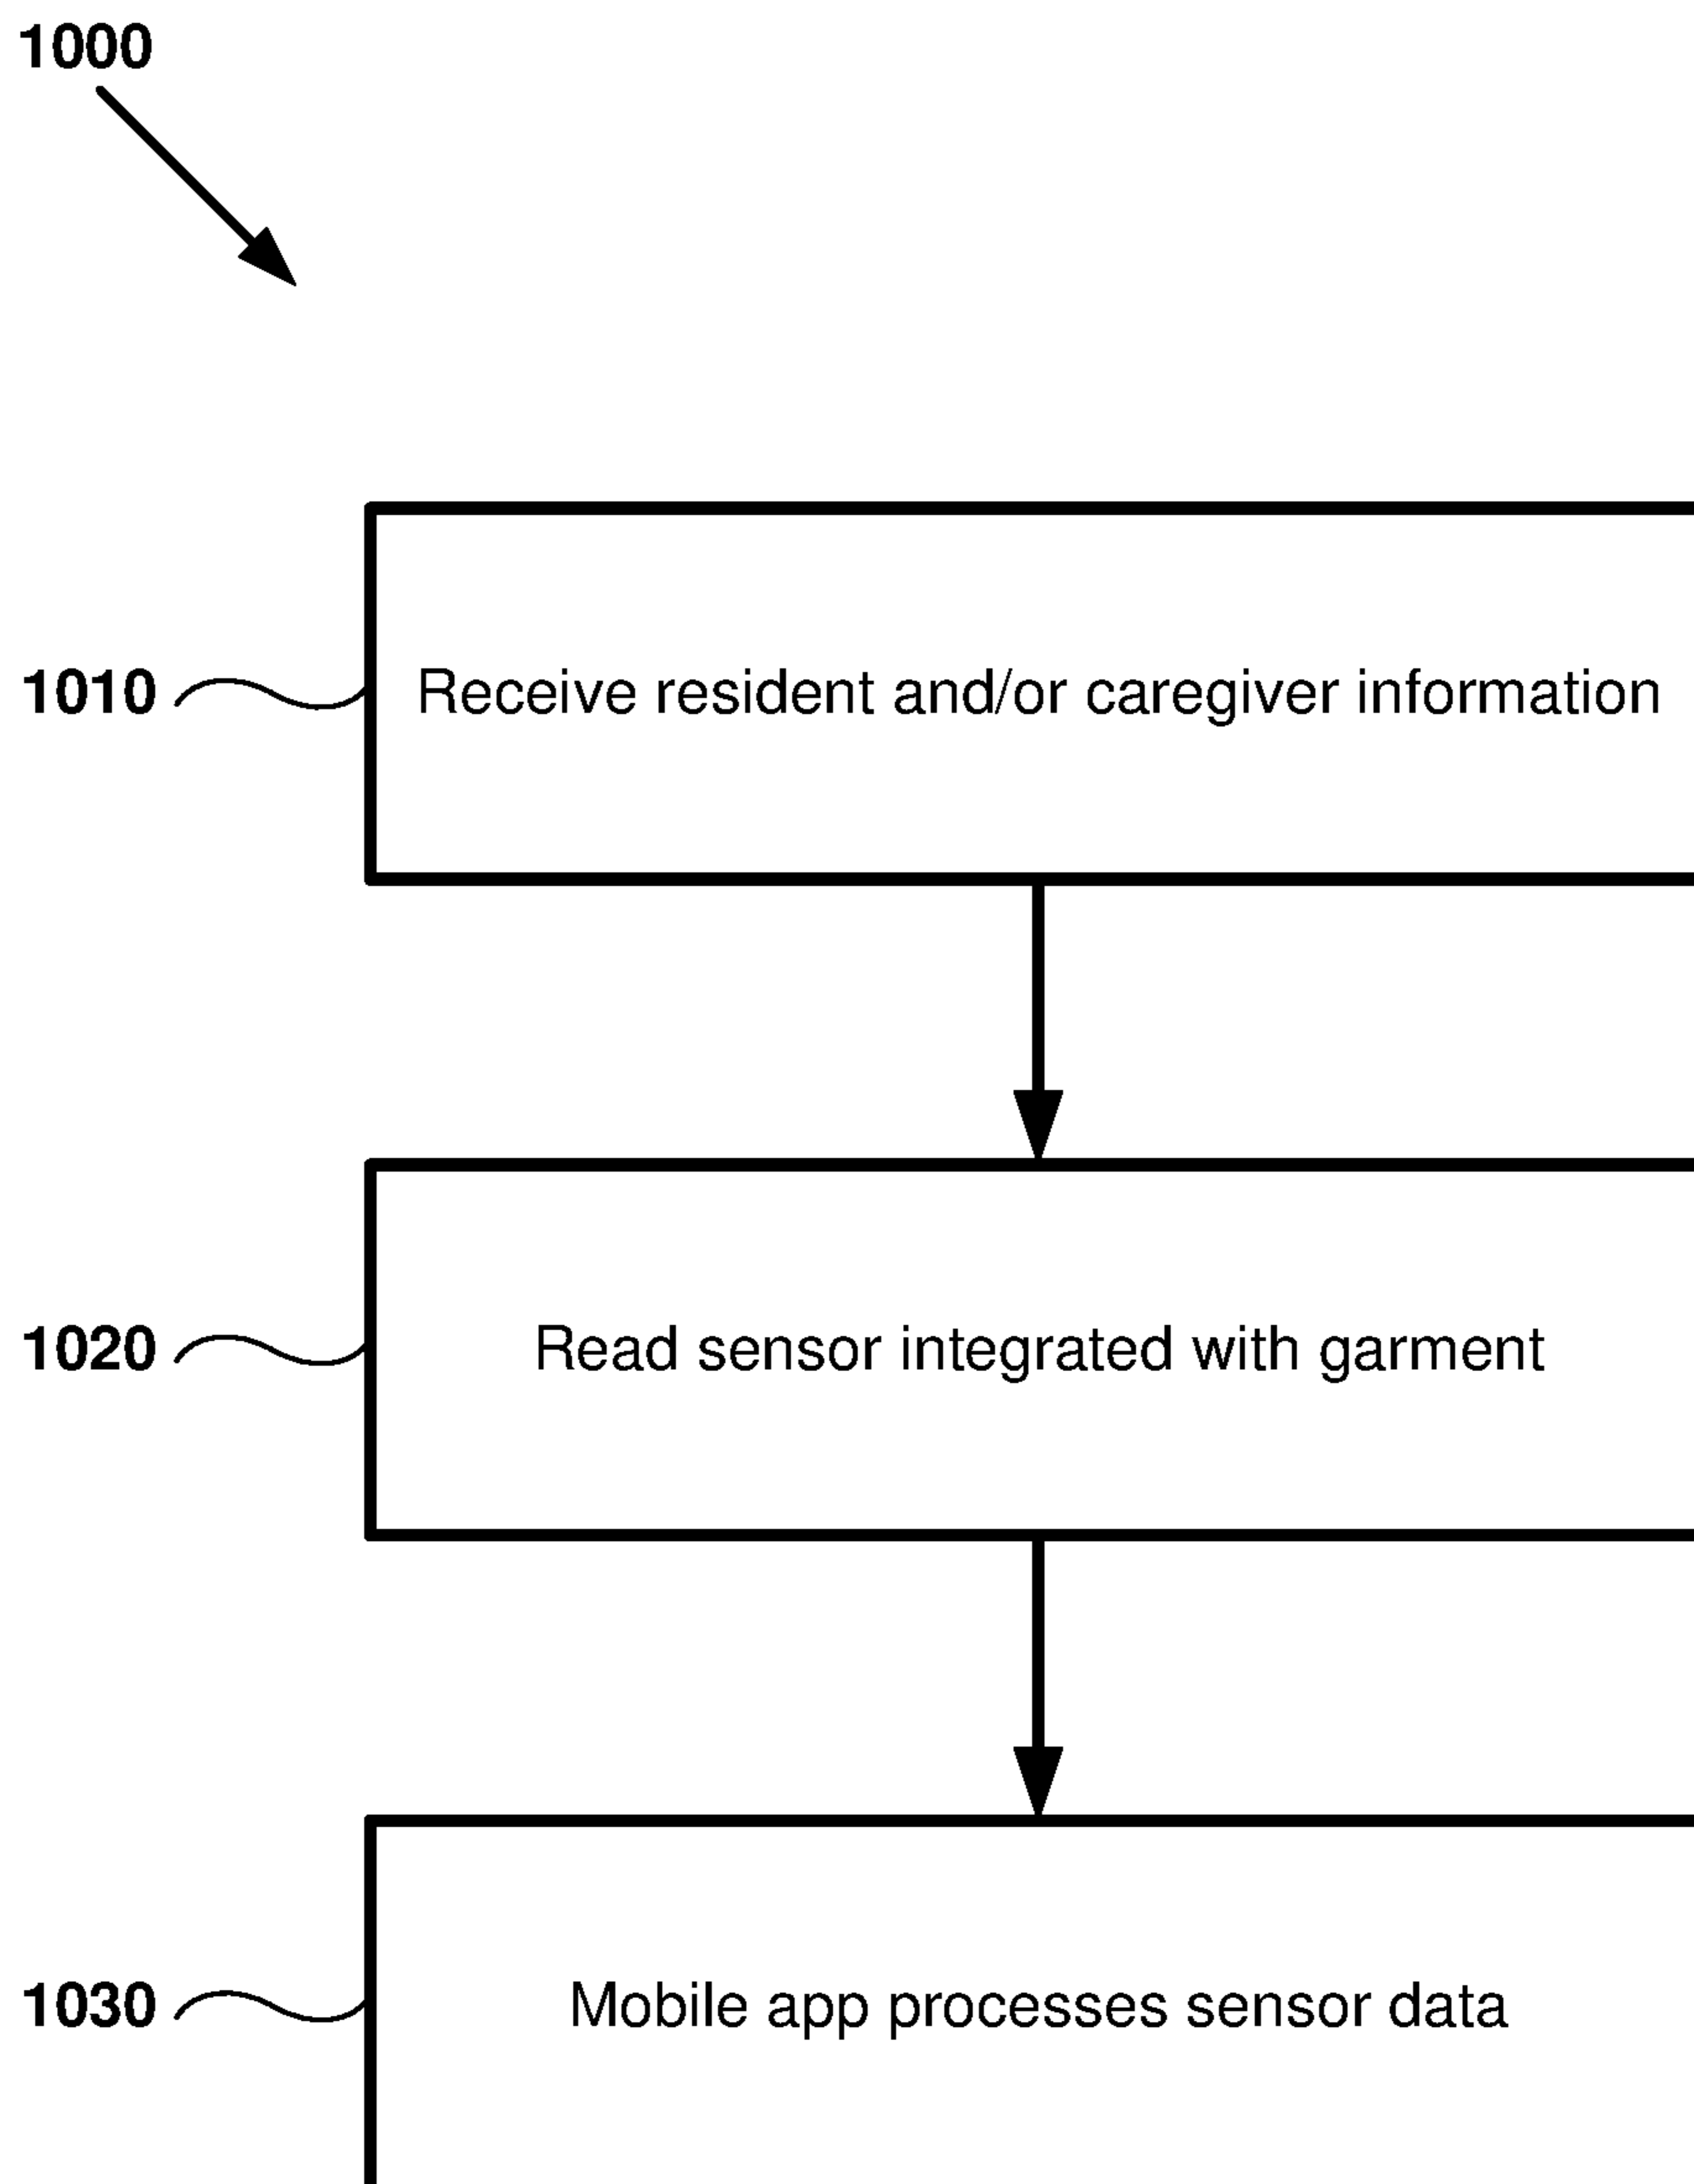 1000
1010 Receive resident and/or caregiver information
1020 Read sensor integrated with garment
1030 Mobile app processes sensor data